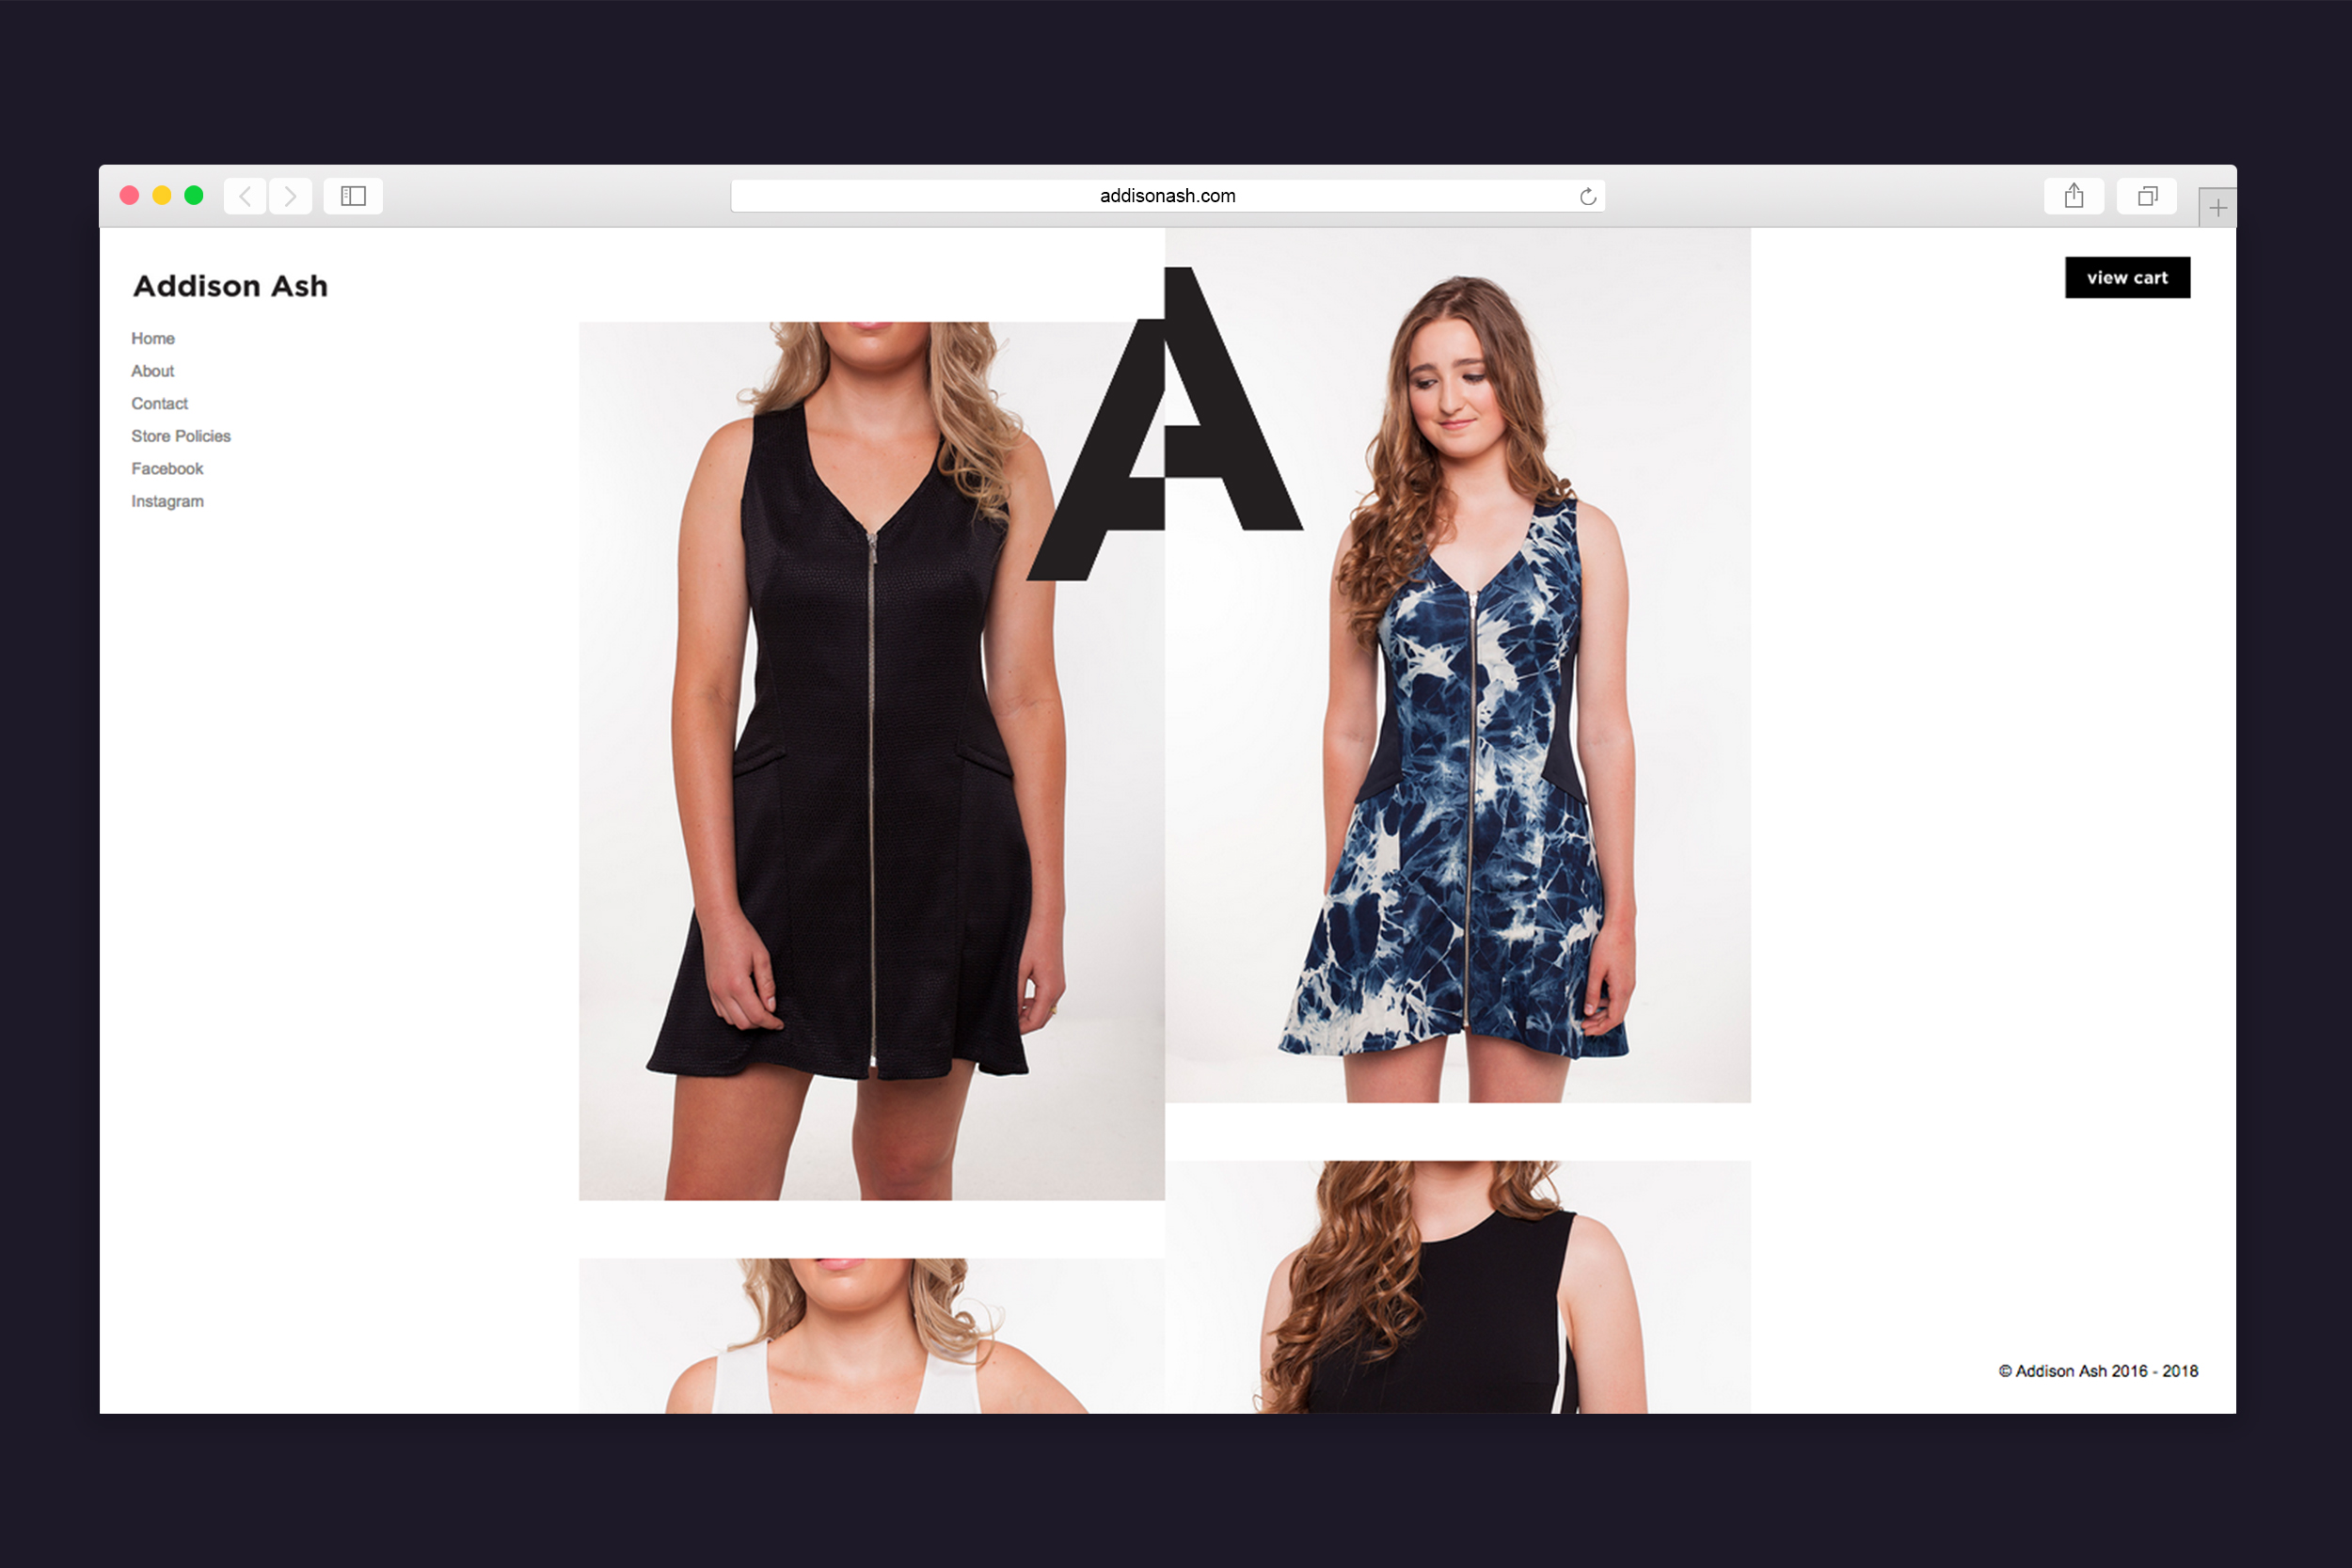 addisonash.com
Addison Ash
view cart
Home
About
Contact
Store Policies
Facebook
Instagram
A
© Addison Ash 2016 - 2018